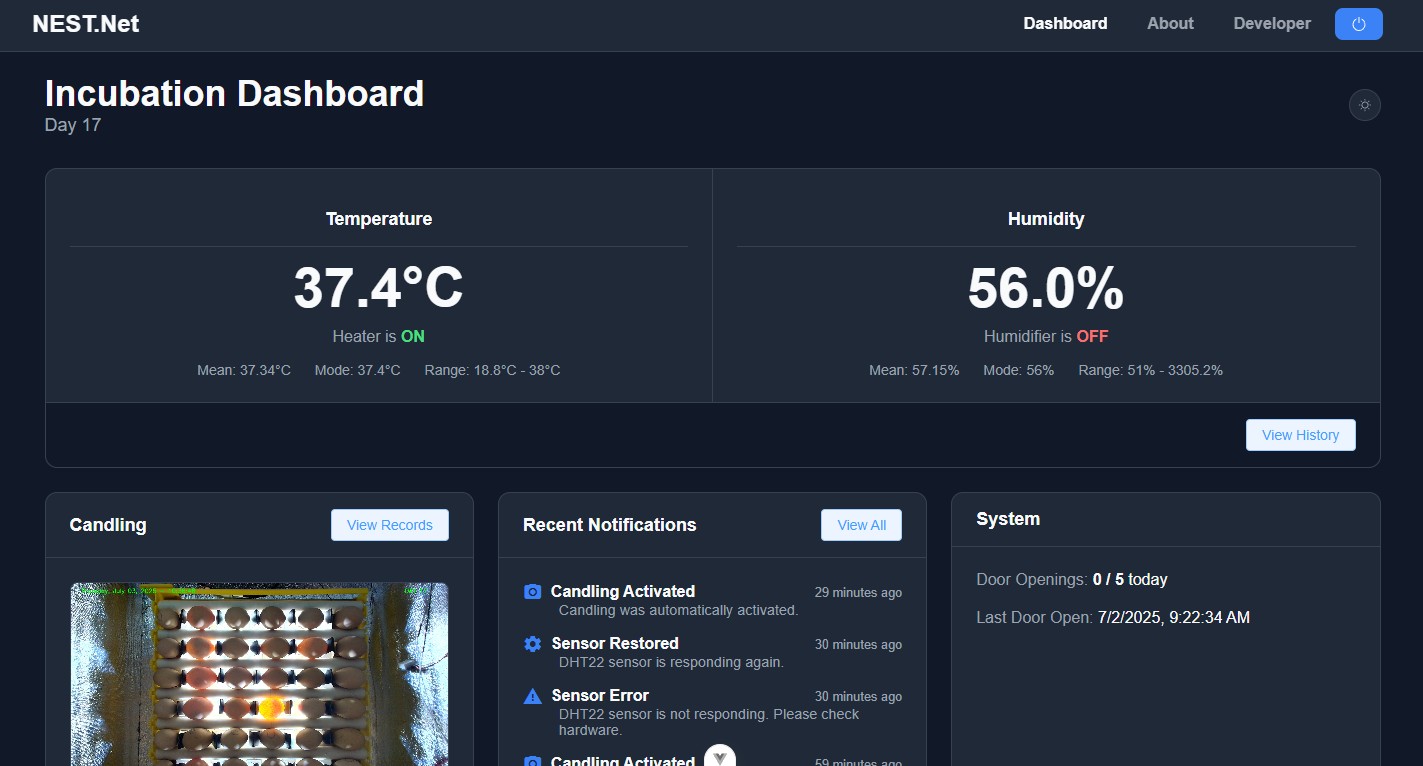 NEST.Net
Dashboard About Developer
Incubation Dashboard
Day 17
Temperature
37.4°C
Heater is ON
Mean: 37.34°C Mode: 37.4°C Range: 18.8°C - 38°C
Humidity
56.0%
Humidifier is OFF
Mean: 57.15% Mode: 56% Range: 51% - 3305.2%
View History
Candling
View Records
July 03, 2025
Recent Notifications
View All
Candling Activated 29 minutes ago
Candling was automatically activated.
Sensor Restored 30 minutes ago
DHT22 sensor is responding again.
Sensor Error 30 minutes ago
DHT22 sensor is not responding. Please check
hardware.
Candling Activated 59 minutes ago
System
Door Openings: 0 / 5 today
Last Door Open: 7/2/2025, 9:22:34 AM